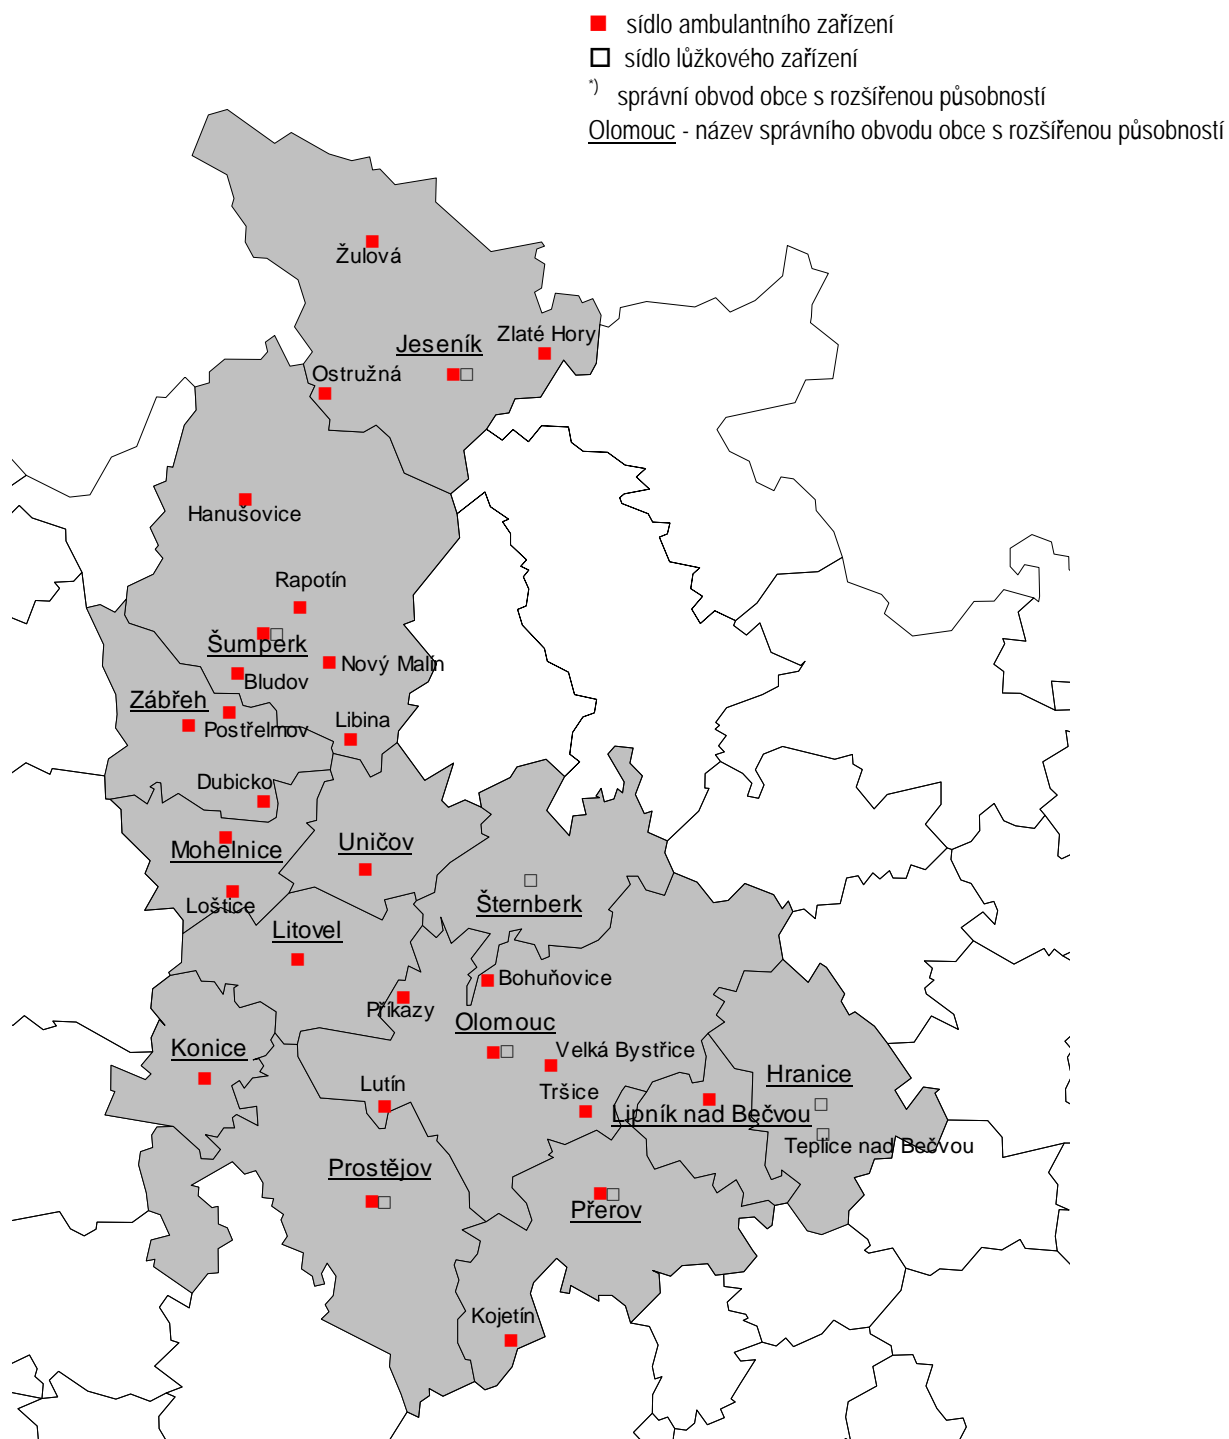 sídlo ambulantního zařízení
sídlo lůžkového zařízení
*) správní obvod obce s rozšířenou působností
Olomouc - název správního obvodu obce s rozšířenou působností
Žulová
Zlaté Hory
Jeseník
Ostružná
Hanušovice
Rapotín
Šumperk
Nový Malín
Bludov
Zábřeh
Postřelmov
Libina
Dubicko
Mohelnice
Uničov
Loštice
Šternberk
Litovel
Bohuňovice
Příkazy
Olomouc
Konice
Velká Bystřice
Hranice
Lutín
Tršice
Lipník nad Bečvou
Teplice nad Bečvou
Prostějov
Přerov
Kojetín